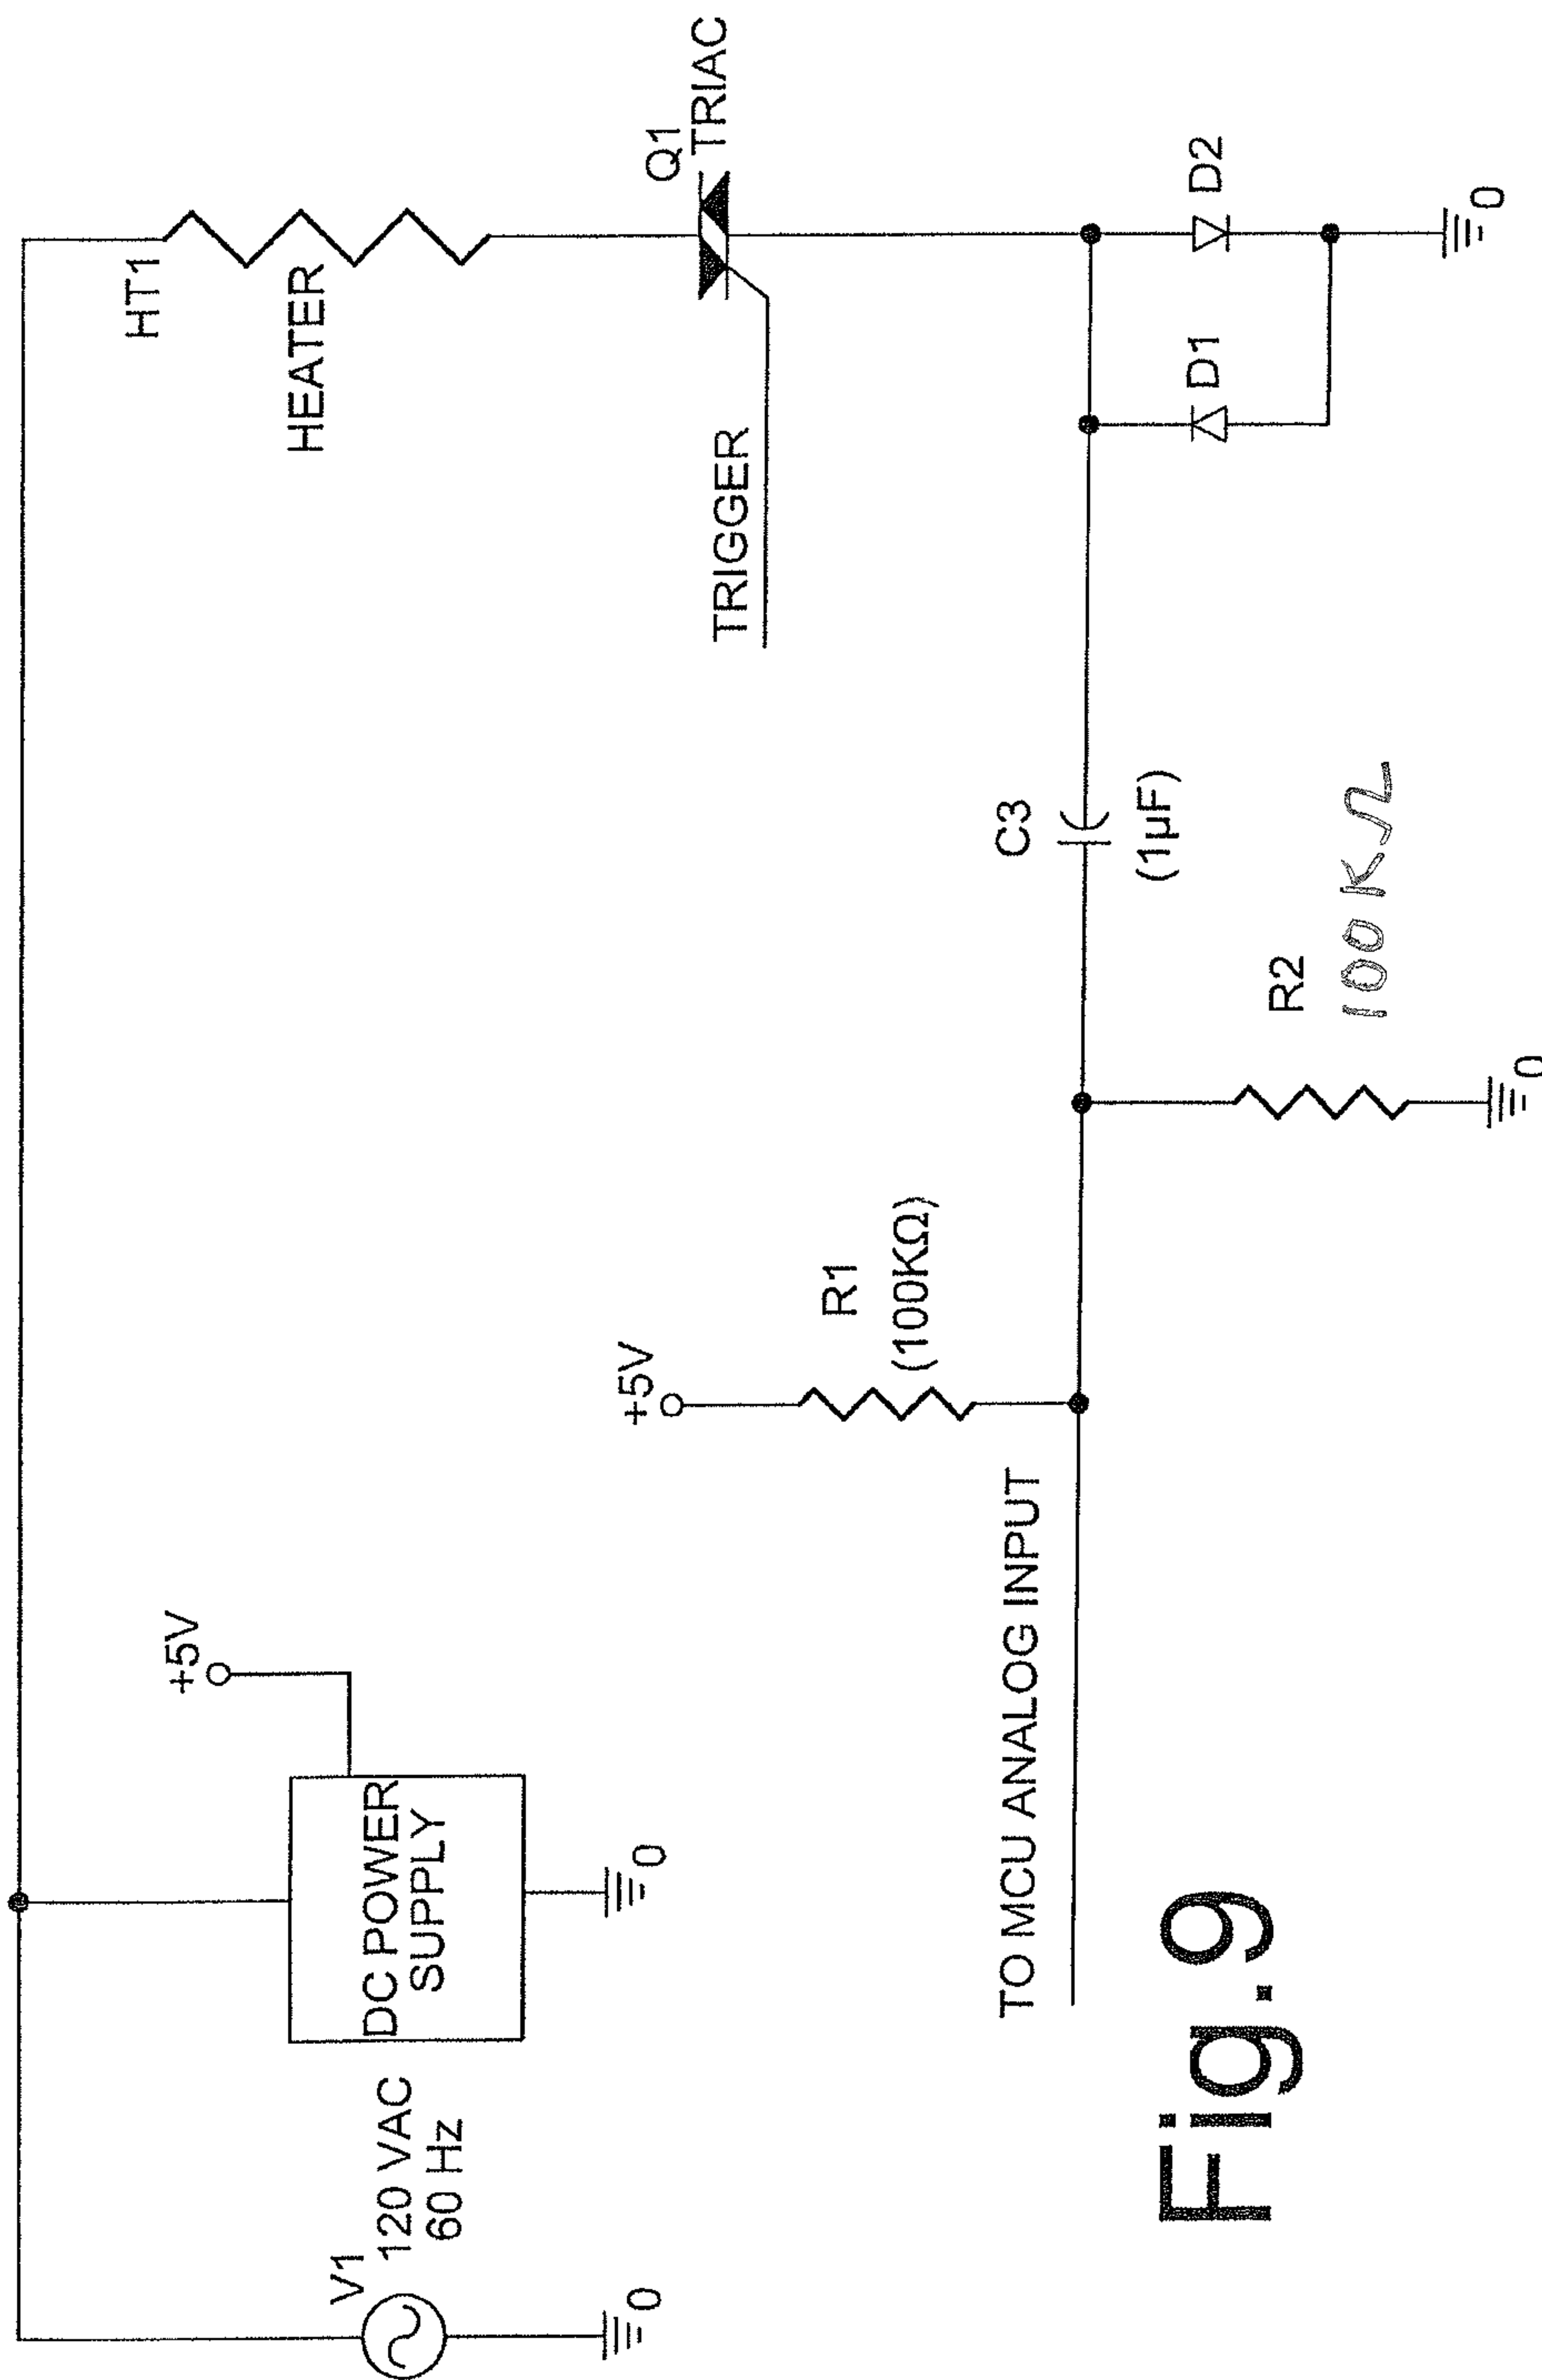 V1
120 VAC
60 Hz
0
DC POWER
SUPPLY
+5V
0
HT1
HEATER
Q1
TRIAC
TRIGGER
+5V
R1
(100KΩ)
TO MCU ANALOG INPUT
C3
(1µF)
R2
100KΩ
0
D1
D2
0
Fig.9